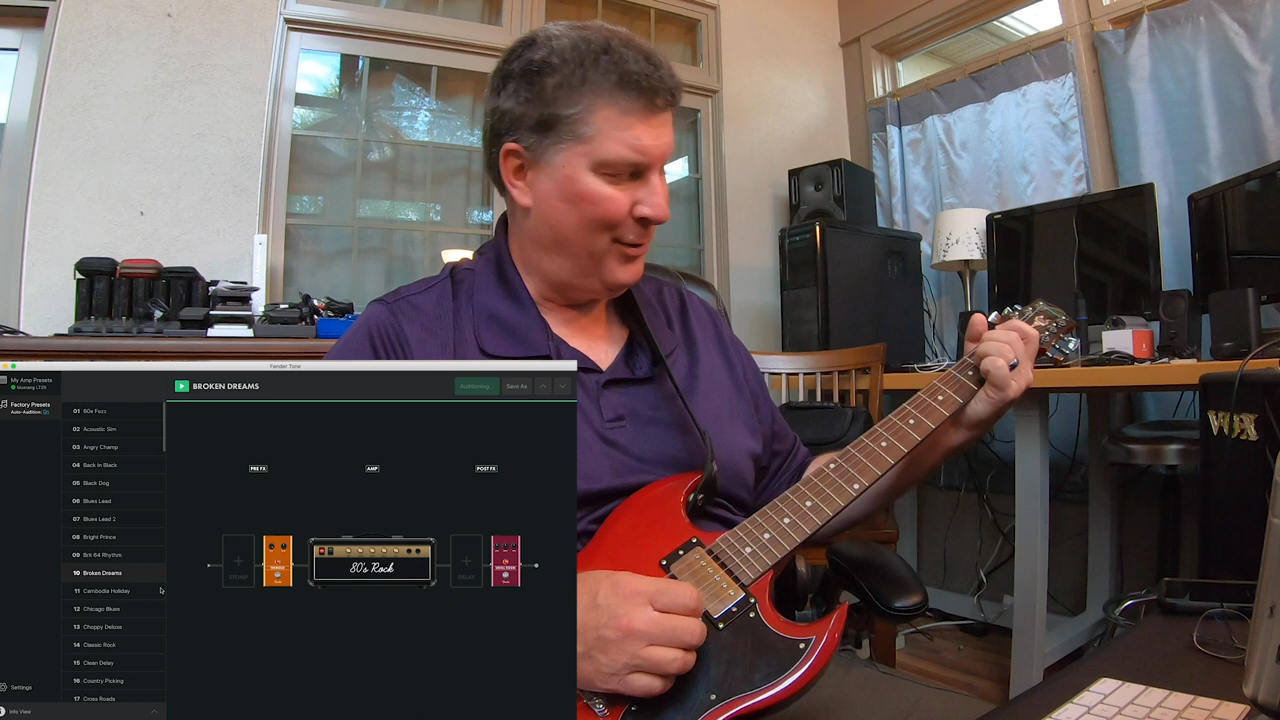 Fender Tone
My Amp Presets
Mustang LT25
Factory Presets
Auto-Audition:
BROKEN DREAMS
Auditioning...
Save As
01 60s Fuzz
02 Acoustic Sim
03 Angry Champ
04 Back In Black
05 Black Dog
06 Blues Lead
07 Blues Lead 2
08 Bright Prince
09 Brit 64 Rhythm
10 Broken Dreams
11 Cambodia Holiday
12 Chicago Blues
13 Choppy Deluxe
14 Classic Rock
15 Clean Delay
16 Country Picking
17 Cross Roads
PRE FX
AMP
POST FX
STOMP
80's Rock
DELAY
Settings
Info View
VOX